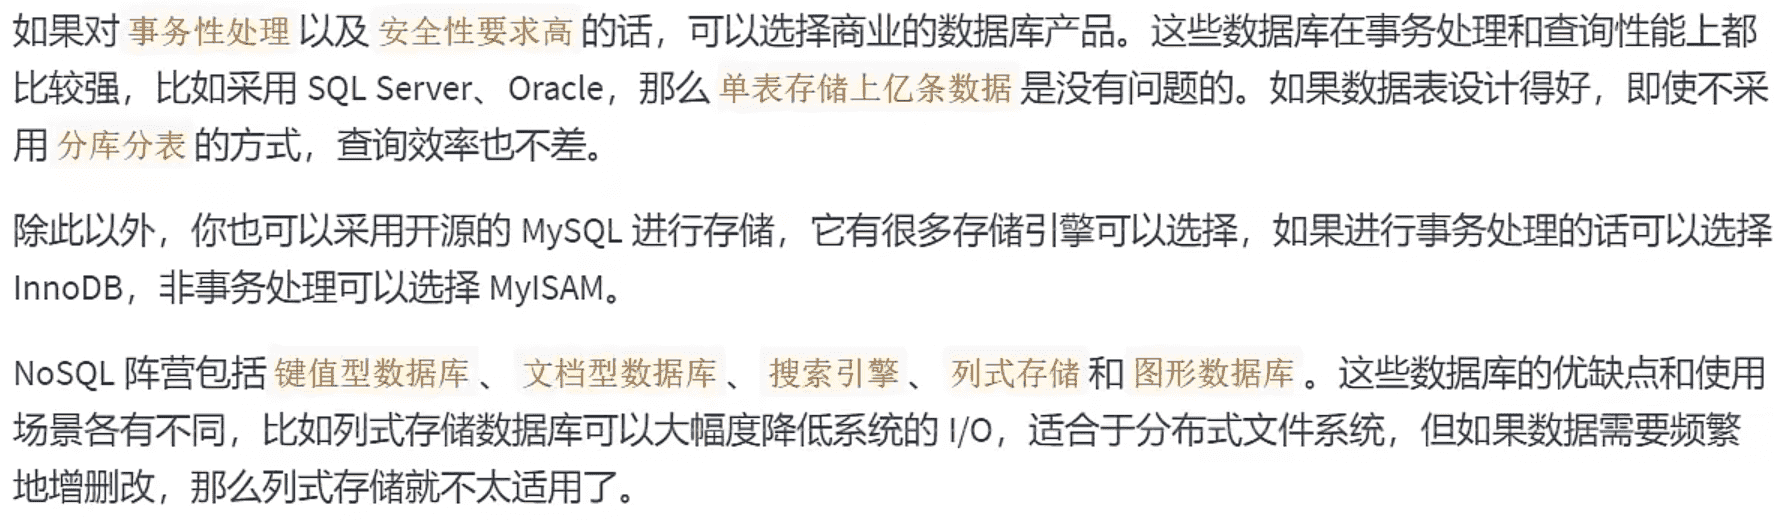 如果对 事务性处理 以及 安全性要求高 的话，可以选择商业的数据库产品。这些数据库在事务处理和查询性能上都
比较强，比如采用 SQL Server、Oracle，那么 单表存储上亿条数据 是没有问题的。如果数据表设计得好，即使不采
用 分库分表 的方式，查询效率也不差。
除此以外，你也可以采用开源的 MySQL 进行存储，它有很多存储引擎可以选择，如果进行事务处理的话可以选择
InnoDB，非事务处理可以选择 MyISAM。
NoSQL 阵营包括 键值型数据库 、 文档型数据库 、 搜索引擎 、 列式存储 和 图形数据库 。这些数据库的优缺点和使用
场景各有不同，比如列式存储数据库可以大幅度降低系统的 I/O，适合于分布式文件系统，但如果数据需要频繁
地增删改，那么列式存储就不太适用了。